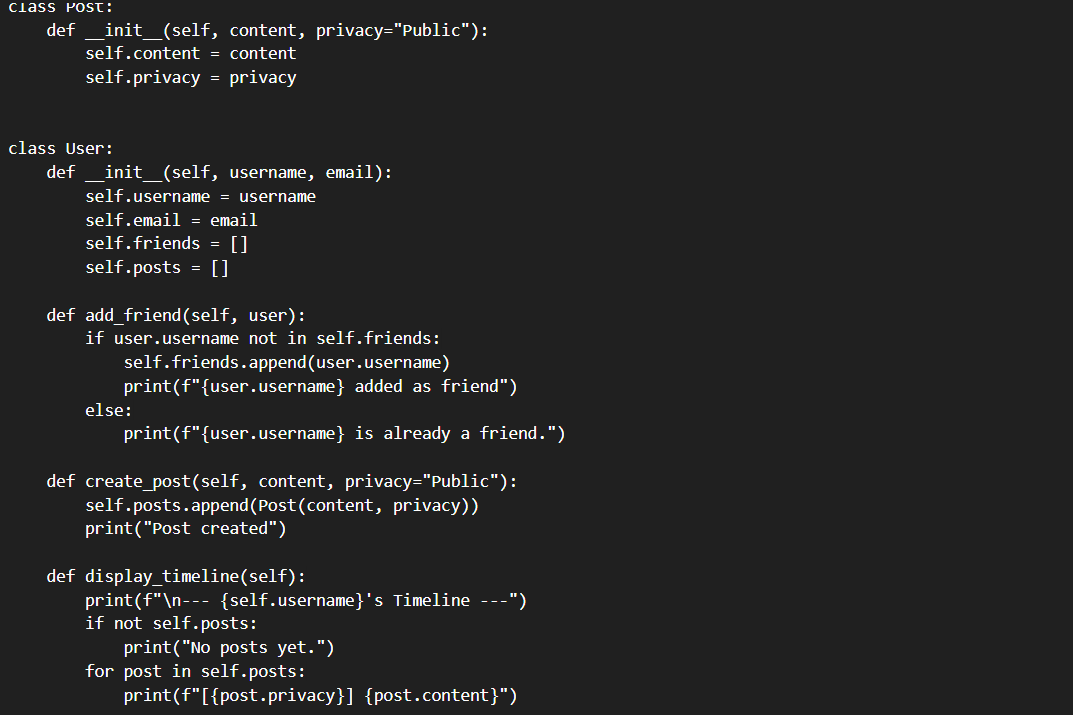 class Post:
    def __init__(self, content, privacy="Public"):
        self.content = content
        self.privacy = privacy
class User:
    def __init__(self, username, email):
        self.username = username
        self.email = email
        self.friends = []
        self.posts = []
    def add_friend(self, user):
        if user.username not in self.friends:
            self.friends.append(user.username)
            print(f"{user.username} added as friend")
        else:
            print(f"{user.username} is already a friend.")
    def create_post(self, content, privacy="Public"):
        self.posts.append(Post(content, privacy))
        print("Post created")
    def display_timeline(self):
        print(f"\n--- {self.username}'s Timeline ---")
        if not self.posts:
            print("No posts yet.")
        for post in self.posts:
            print(f"[{post.privacy}] {post.content}")